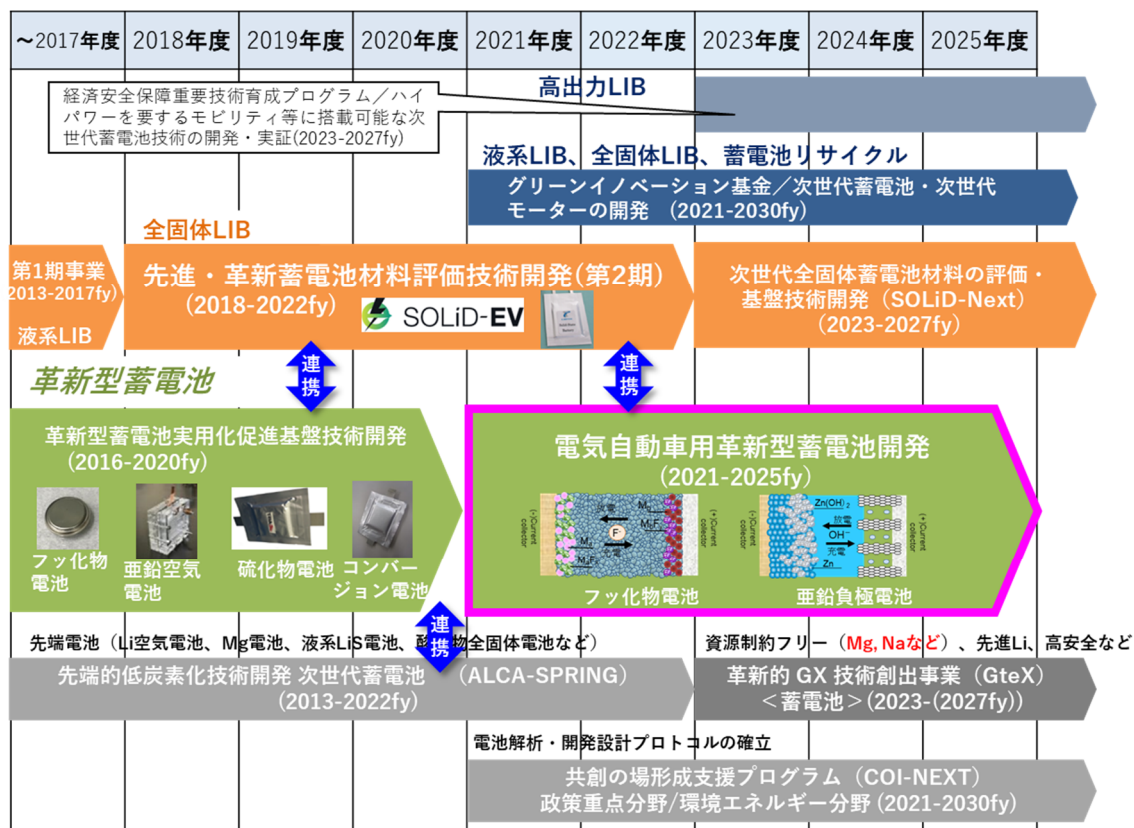 ～2017年度 2018年度 2019年度 2020年度 2021年度 2022年度 2023年度 2024年度 2025年度
高出力LIB
経済安全保障重要技術育成プログラム／ハイ
パワーを要するモビリティ等に搭載可能な次
世代蓄電池技術の開発・実証(2023-2027fy)
液系LIB、全固体LIB、蓄電池リサイクル
グリーンイノベーション基金／次世代蓄電池・次世代
モーターの開発 (2021-2030fy)
全固体LIB
第1期事業
(2013-2017fy)
液系LIB
先進・革新蓄電池材料評価技術開発(第2期)
(2018-2022fy)
SOLiD-EV
次世代全固体蓄電池材料の評価・
基盤技術開発（SOLiD-Next）
(2023-2027fy)
連携
連携
革新型蓄電池
革新型蓄電池実用化促進基盤技術開発
(2016-2020fy)
フッ化物
電池
亜鉛空気
電池
硫化物電池
コンバー
ジョン電池
電気自動車用革新型蓄電池開発
(2021-2025fy)
(-)Current
collector
放電
F⁻
充電
(+)Current
collector
フッ化物電池
(-)Current
collector
Zn(OH)₂
放電
OH⁻
充電
Zn
(+)Current
collector
亜鉛負極電池
連携
先端電池（Li空気電池、Mg電池、液系LiS電池、酸 物全固体電池など）
先端的低炭素化技術開発 次世代蓄電池 （ALCA-SPRING）
(2013-2022fy)
資源制約フリー（Mg, Naなど）、先進Li、高安全など
革新的 GX 技術創出事業（GteX）
＜蓄電池＞(2023-(2027fy))
電池解析・開発設計プロトコルの確立
共創の場形成支援プログラム（COI-NEXT）
政策重点分野/環境エネルギー分野 (2021-2030fy)